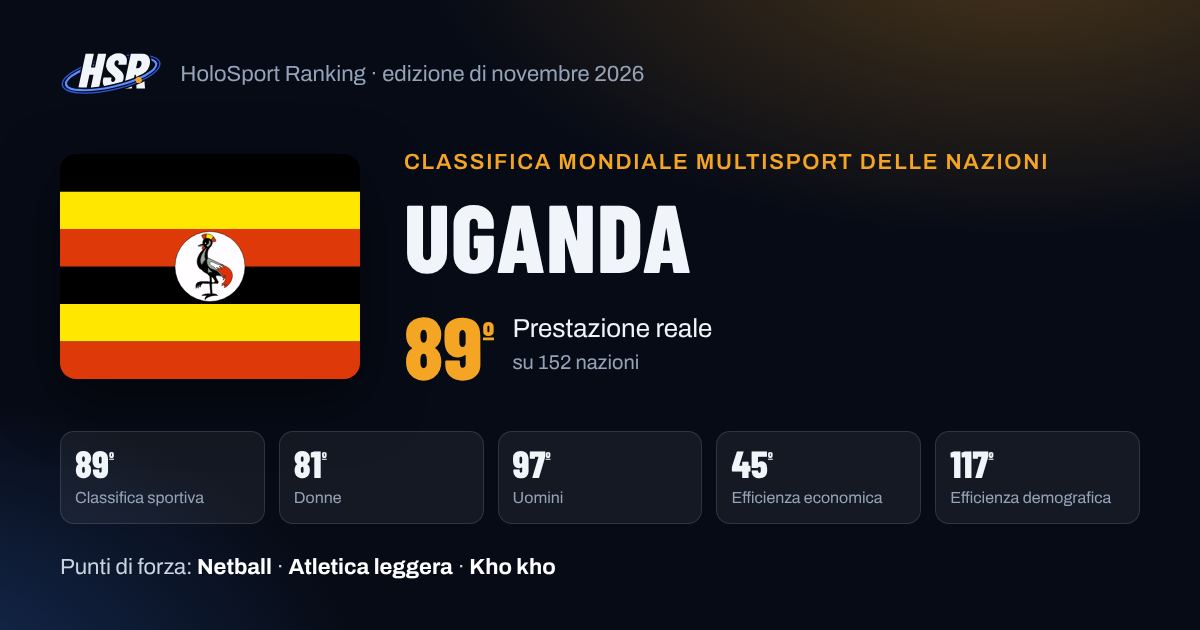 HSR
HoloSport Ranking · edizione di novembre 2026
CLASSIFICA MONDIALE MULTISPORT DELLE NAZIONI
UGANDA
89º
Prestazione reale
su 152 nazioni
89º
Classifica sportiva
81º
Donne
97º
Uomini
45º
Efficienza economica
117º
Efficienza demografica
Punti di forza: Netball · Atletica leggera · Kho kho